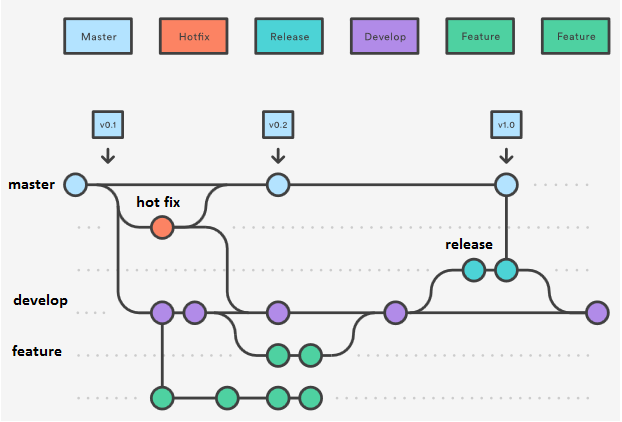 Master
Hotfix
Release
Develop
Feature
Feature
v0.1
v0.2
v1.0
master
hot fix
release
develop
feature